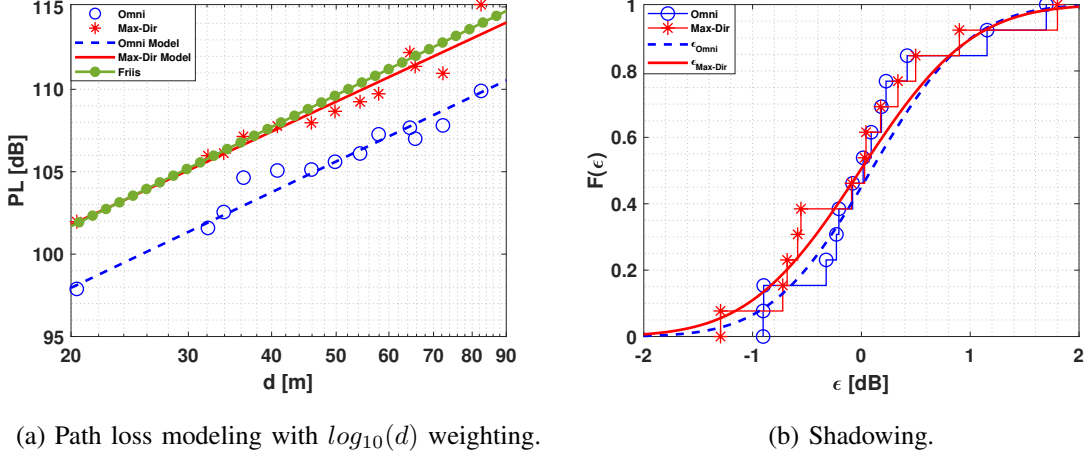 115
110
105
100
95
PL [dB]
Omni
Max-Dir
Omni Model
Max-Dir Model
Friis
20 30 40 50 60 70 80 90
d [m]
(a) Path loss modeling with log10(d) weighting.
1
0.8
0.6
0.4
0.2
0
F(ϵ)
Omni
Max-Dir
ϵOmni
ϵMax-Dir
-2 -1 0 1 2
ϵ [dB]
(b) Shadowing.